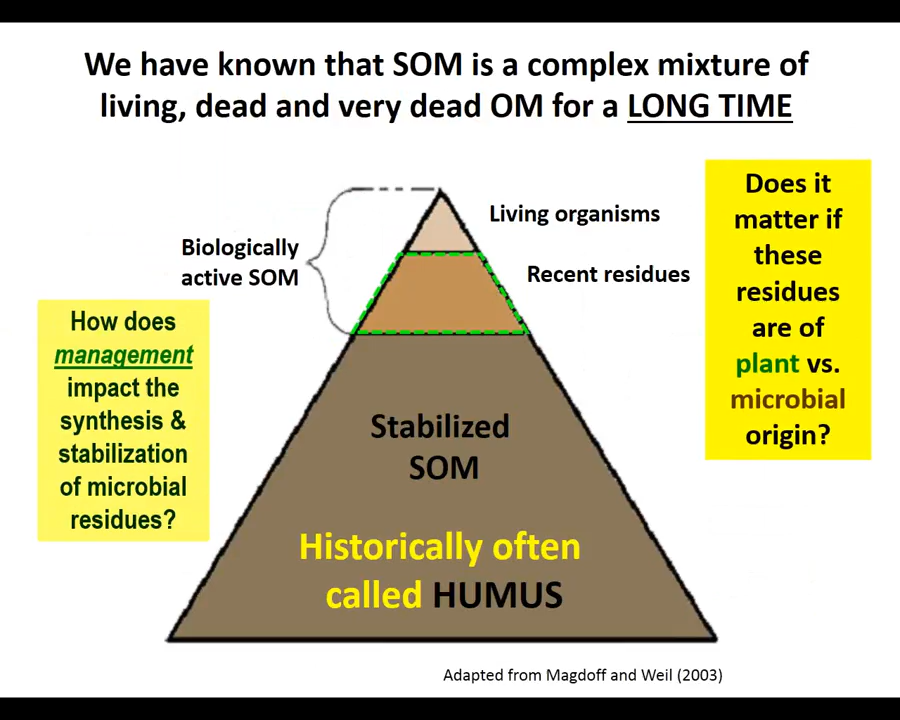 We have known that SOM is a complex mixture of
living, dead and very dead OM for a LONG TIME
Living organisms
Biologically
active SOM
Recent residues
Does it
matter if
these
residues
are of
plant vs.
microbial
origin?
How does
management
impact the
synthesis &
stabilization
of microbial
residues?
Stabilized
SOM
Historically often
called HUMUS
Adapted from Magdoff and Weil (2003)